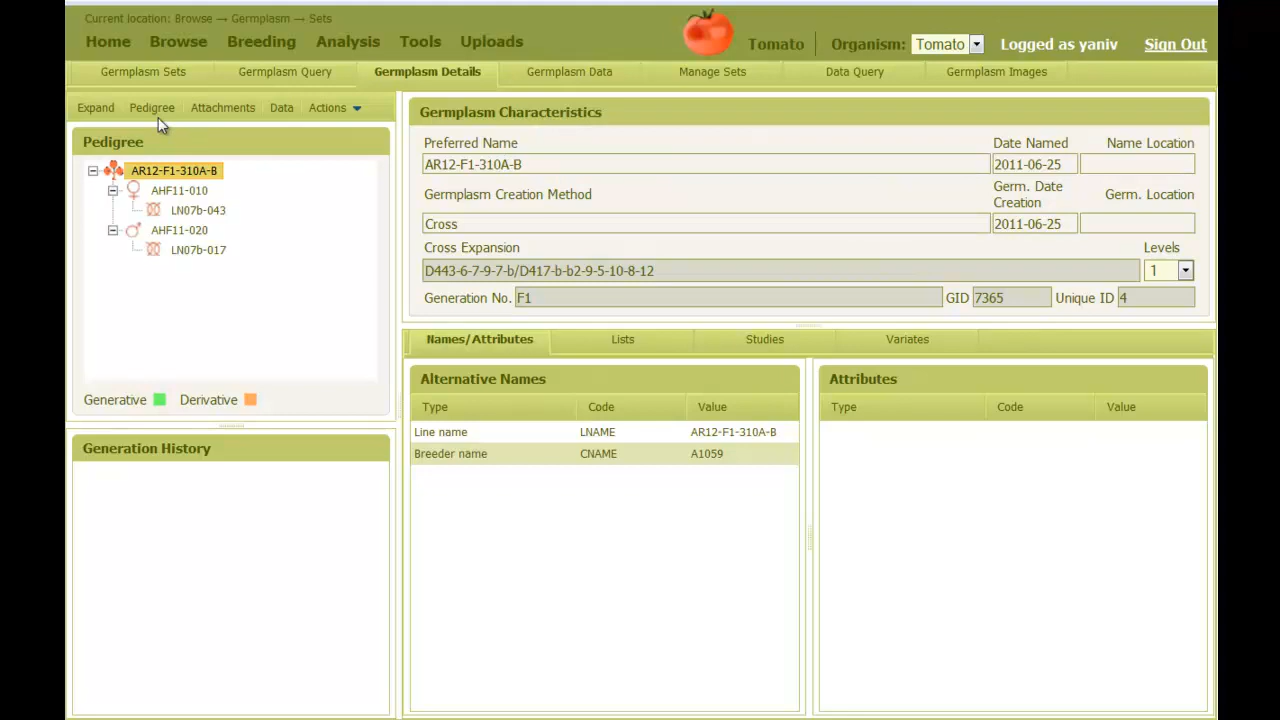 Current location: Browse → Germplasm → Sets
Home Browse Breeding Analysis Tools Uploads
Tomato Organism: Tomato Logged as yaniv Sign Out
Germplasm Sets Germplasm Query Germplasm Details Germplasm Data Manage Sets Data Query Germplasm Images
Expand Pedigree Attachments Data Actions
Pedigree
AR12-F1-310A-B
AHF11-010
LN07b-043
AHF11-020
LN07b-017
Generative Derivative
Generation History
Germplasm Characteristics
Preferred Name Date Named Name Location
AR12-F1-310A-B 2011-06-25
Germplasm Creation Method Germ. Date Creation Germ. Location
Cross 2011-06-25
Cross Expansion Levels
D443-6-7-9-7-b/D417-b-b2-9-5-10-8-12 1
Generation No. F1 GID 7365 Unique ID 4
Names/Attributes Lists Studies Variates
Alternative Names
Type Code Value
Line name LNAME AR12-F1-310A-B
Breeder name CNAME A1059
Attributes
Type Code Value